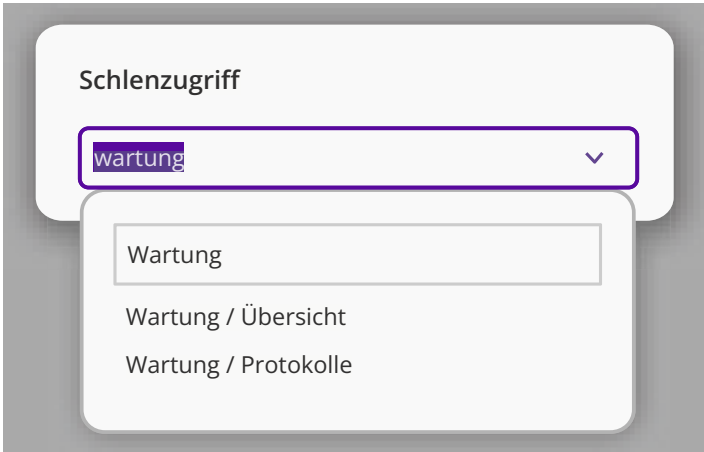 Schlenzugriff
wartung
Wartung
Wartung / Übersicht
Wartung / Protokolle